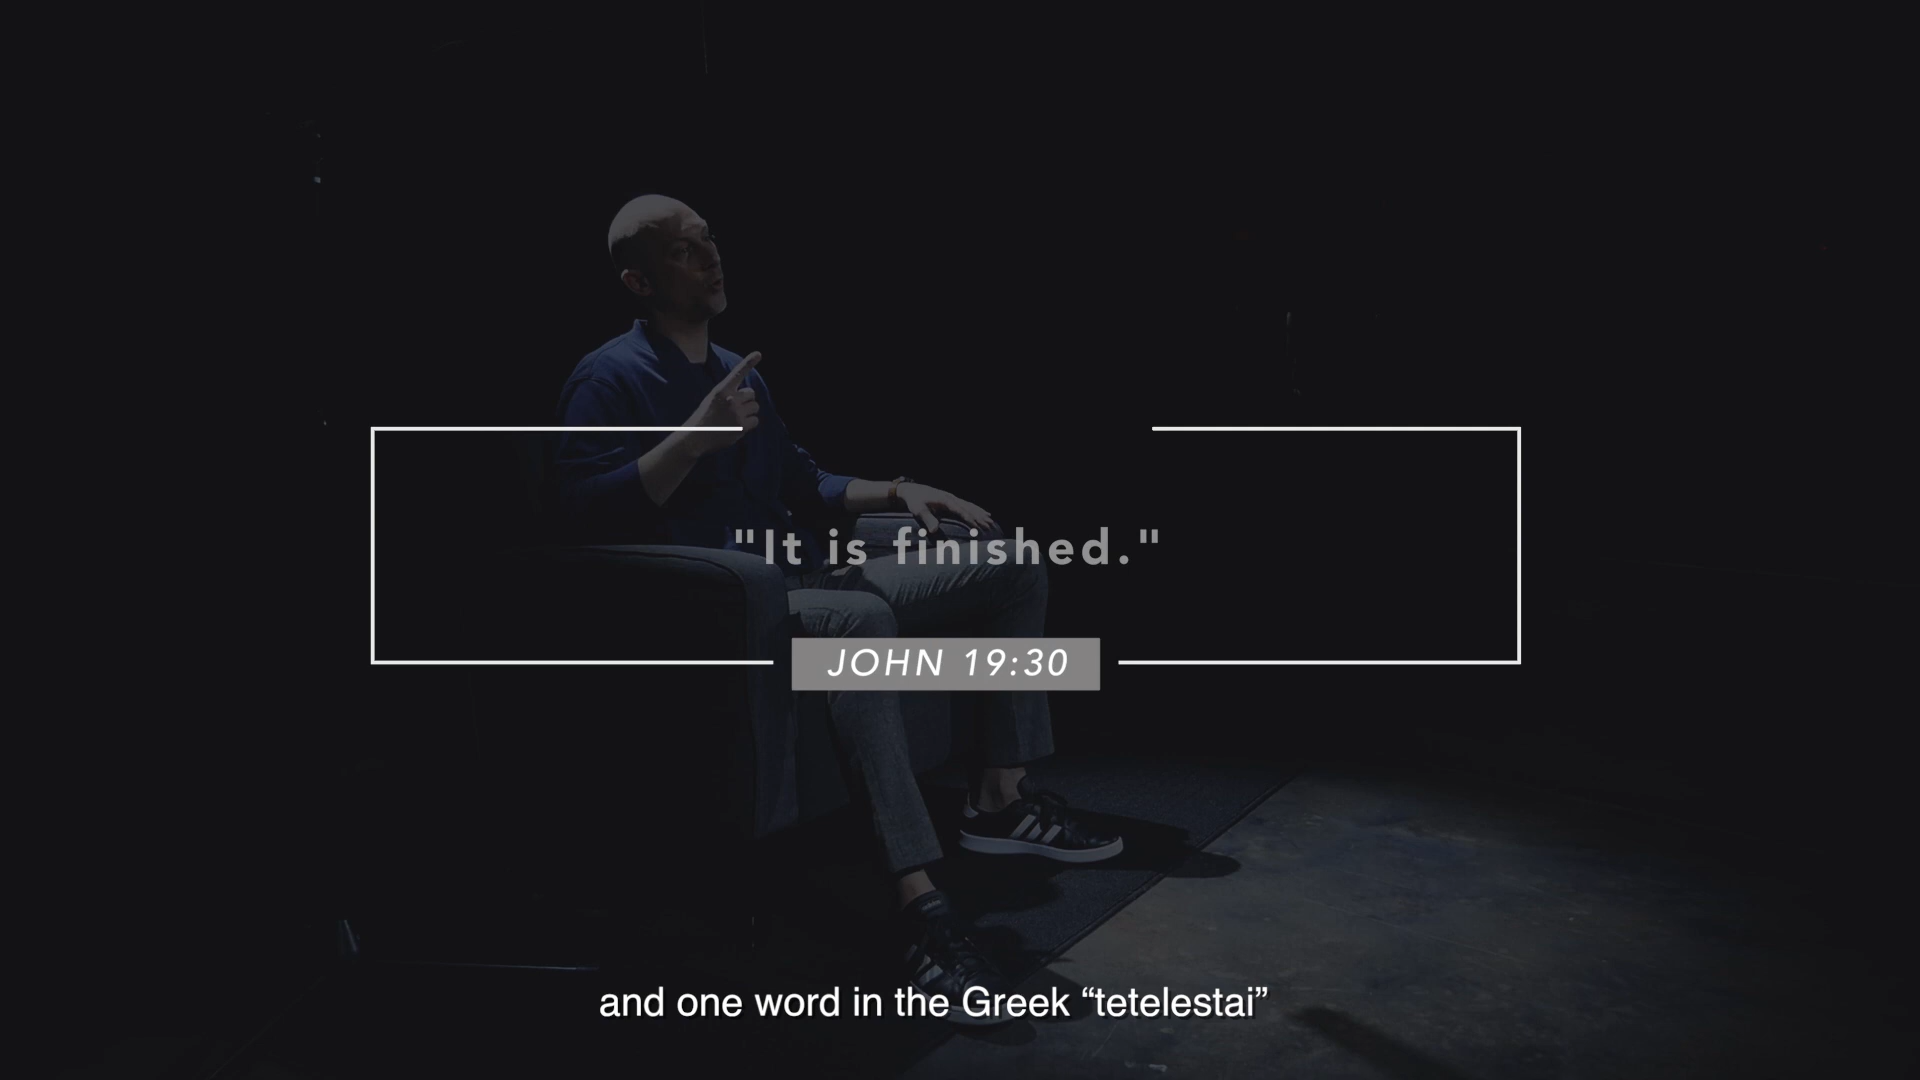 "It is finished."
JOHN 19:30
and one word in the Greek “tetelestai”